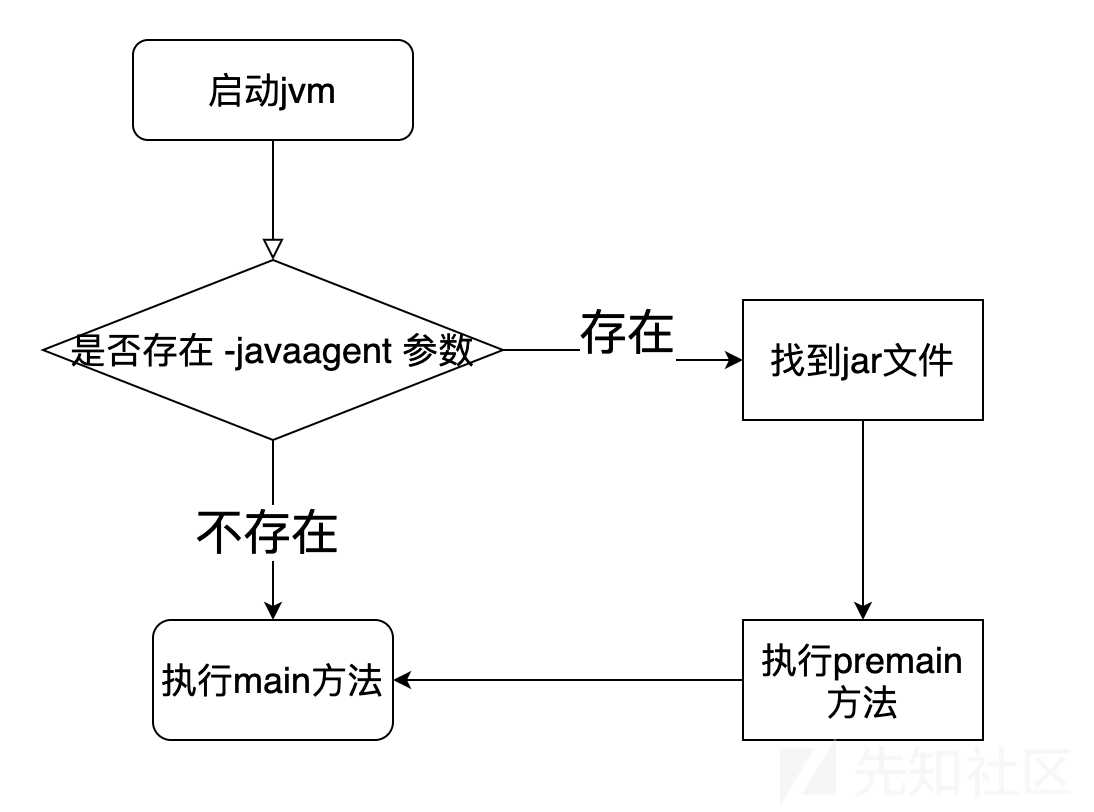 启动jvm
是否存在 -javaagent 参数
存在
找到jar文件
不存在
执行main方法
执行premain
方法
先知社区